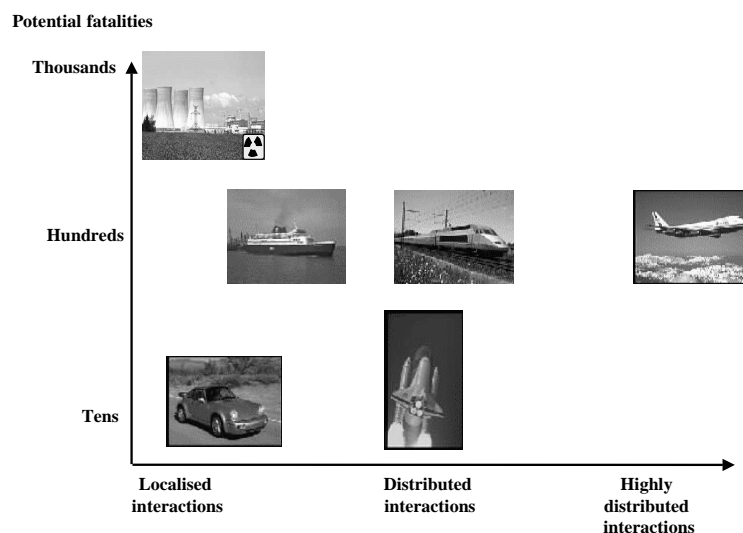 Potential fatalities
Thousands
Hundreds
Tens
Localised
interactions
Distributed
interactions
Highly
distributed
interactions